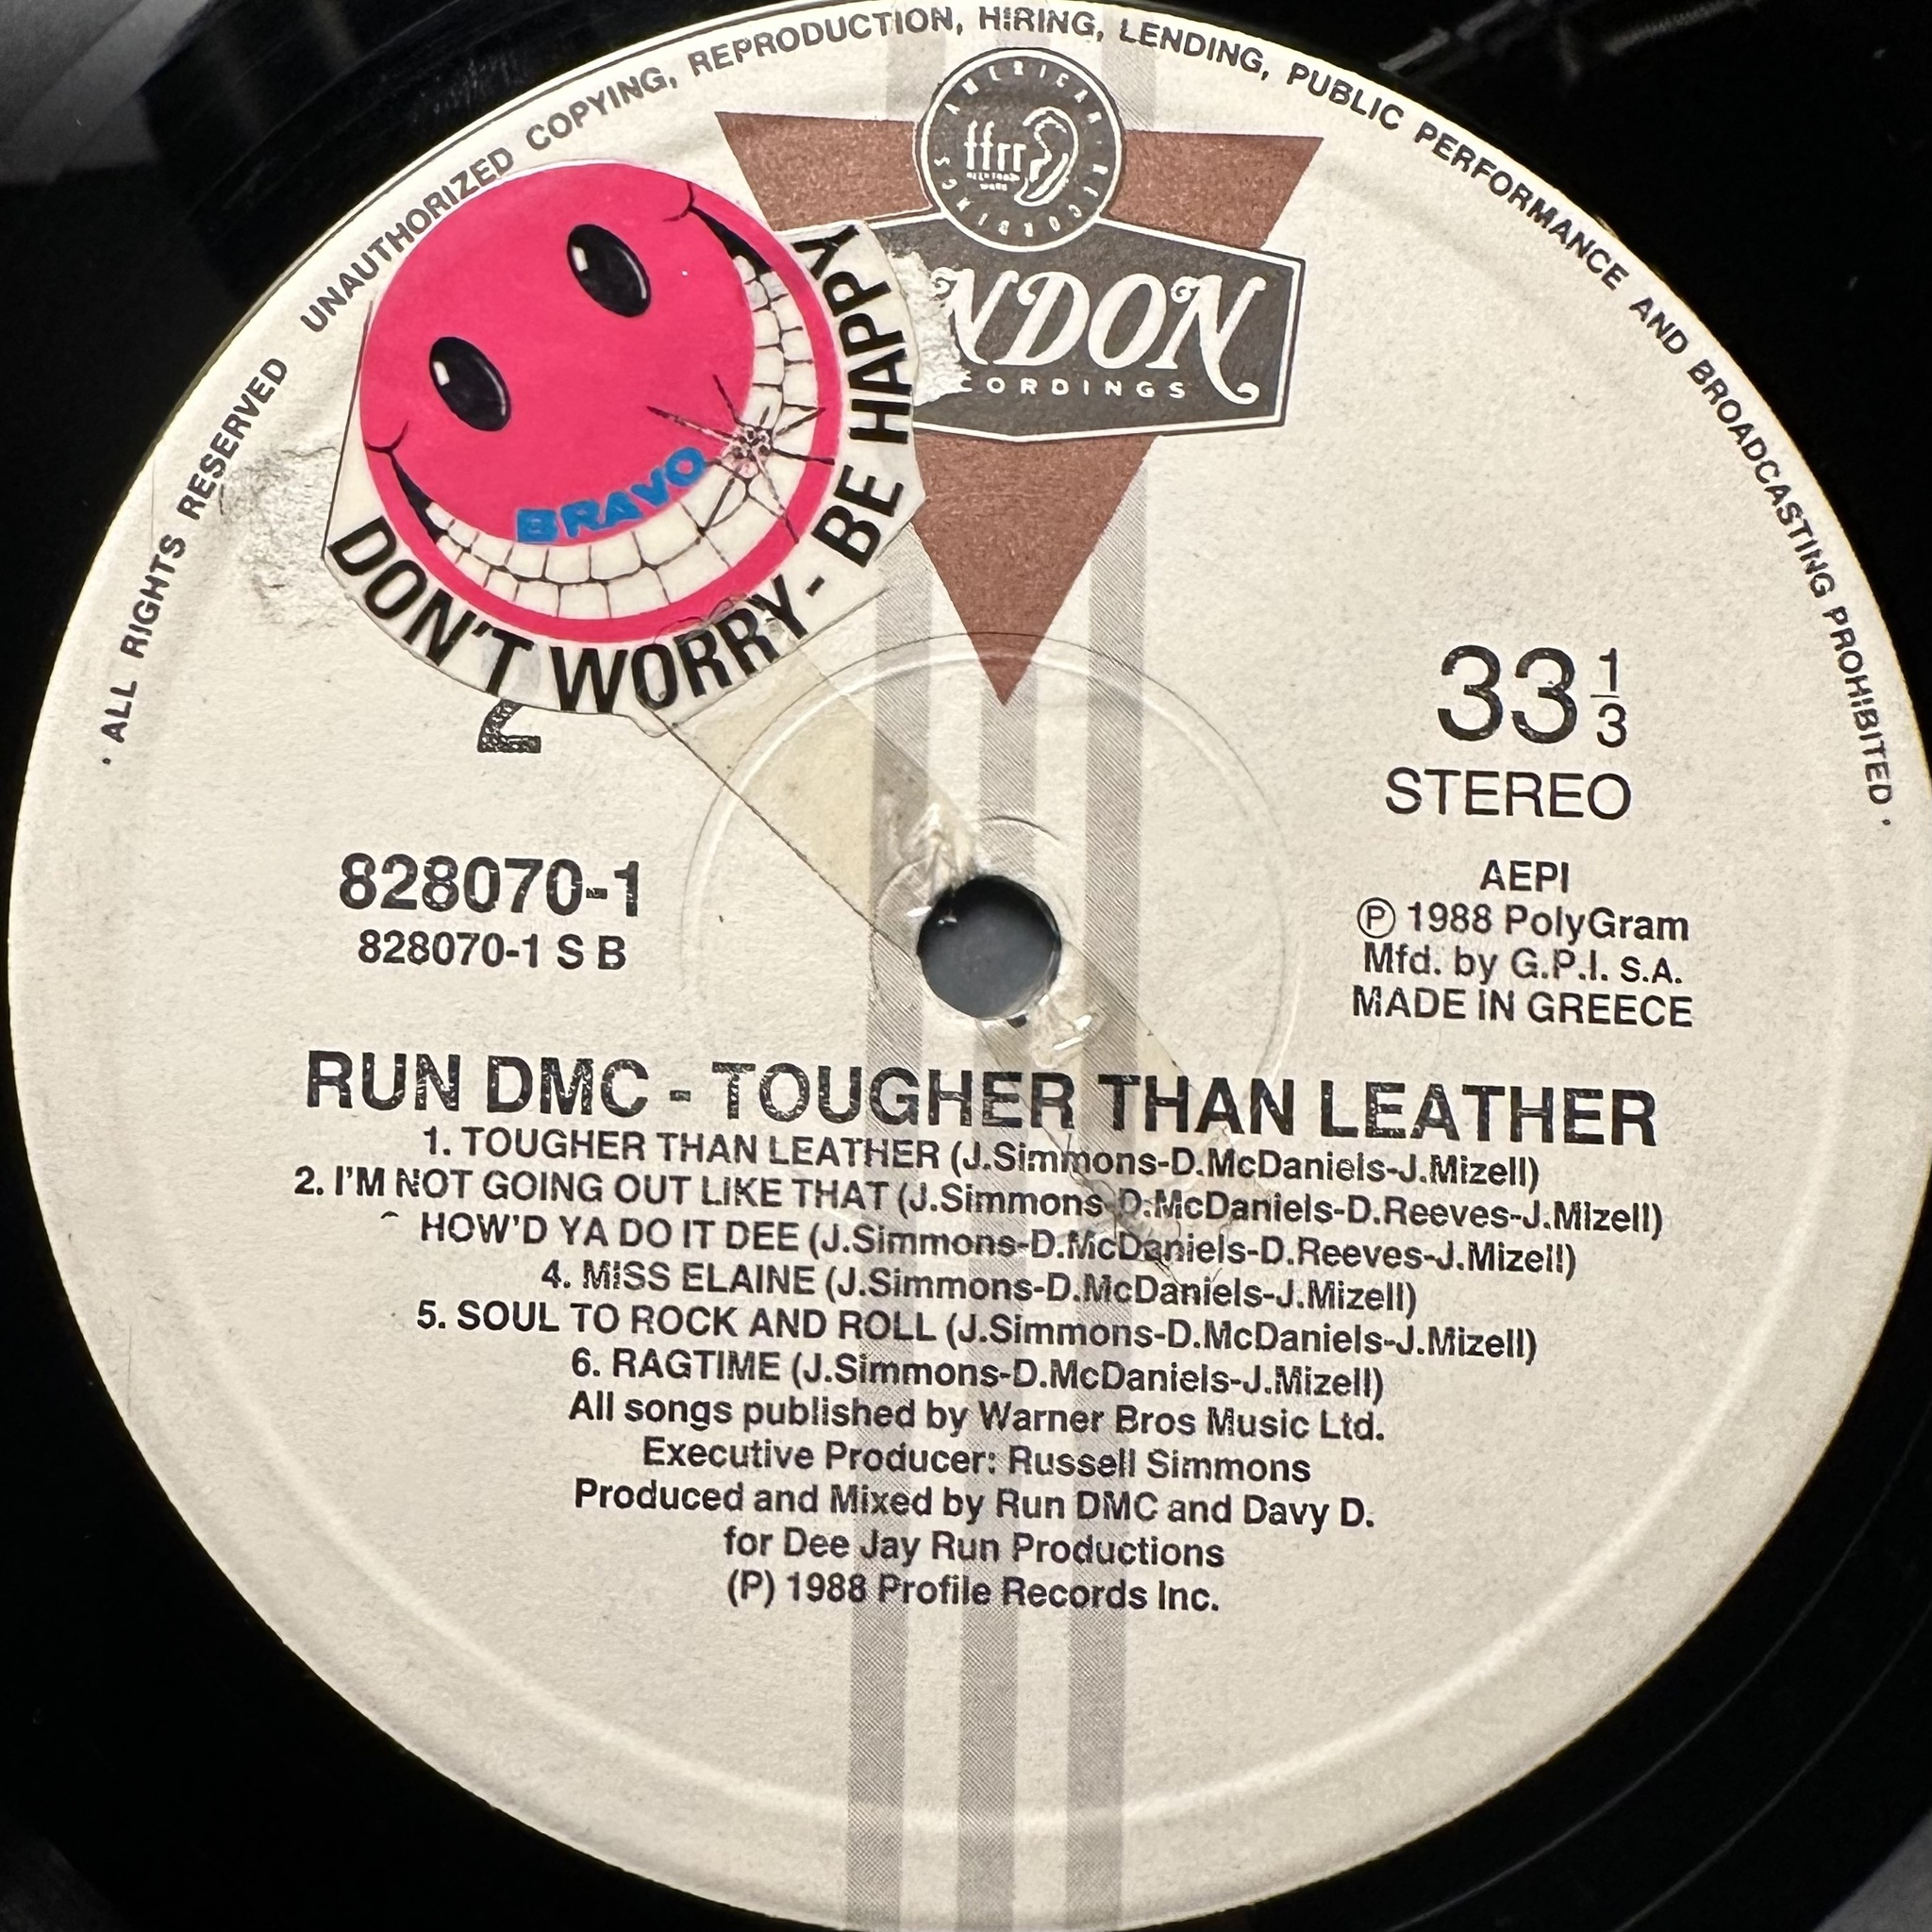 · ALL RIGHTS RESERVED UNAUTHORIZED COPYING, REPRODUCTION, HIRING, LENDING, PUBLIC PERFORMANCE AND BROADCASTING PROHIBITED ·
AMERICAN RECORDINGS
ffrr
NDON
CORDINGS
BRAVO
DON'T WORRY - BE HAPPY
2
33 1/3
STEREO
828070-1
828070-1 S B
AEPI
Ⓟ 1988 PolyGram
Mfd. by G.P.I. S.A.
MADE IN GREECE
RUN DMC - TOUGHER THAN LEATHER
1. TOUGHER THAN LEATHER (J.Simmons-D.McDaniels-J.Mizell)
2. I'M NOT GOING OUT LIKE THAT (J.Simmons-D.McDaniels-D.Reeves-J.Mizell)
HOW'D YA DO IT DEE (J.Simmons-D.McDaniels-D.Reeves-J.Mizell)
4. MISS ELAINE (J.Simmons-D.McDaniels-J.Mizell)
5. SOUL TO ROCK AND ROLL (J.Simmons-D.McDaniels-J.Mizell)
6. RAGTIME (J.Simmons-D.McDaniels-J.Mizell)
All songs published by Warner Bros Music Ltd.
Executive Producer: Russell Simmons
Produced and Mixed by Run DMC and Davy D.
for Dee Jay Run Productions
(P) 1988 Profile Records Inc.